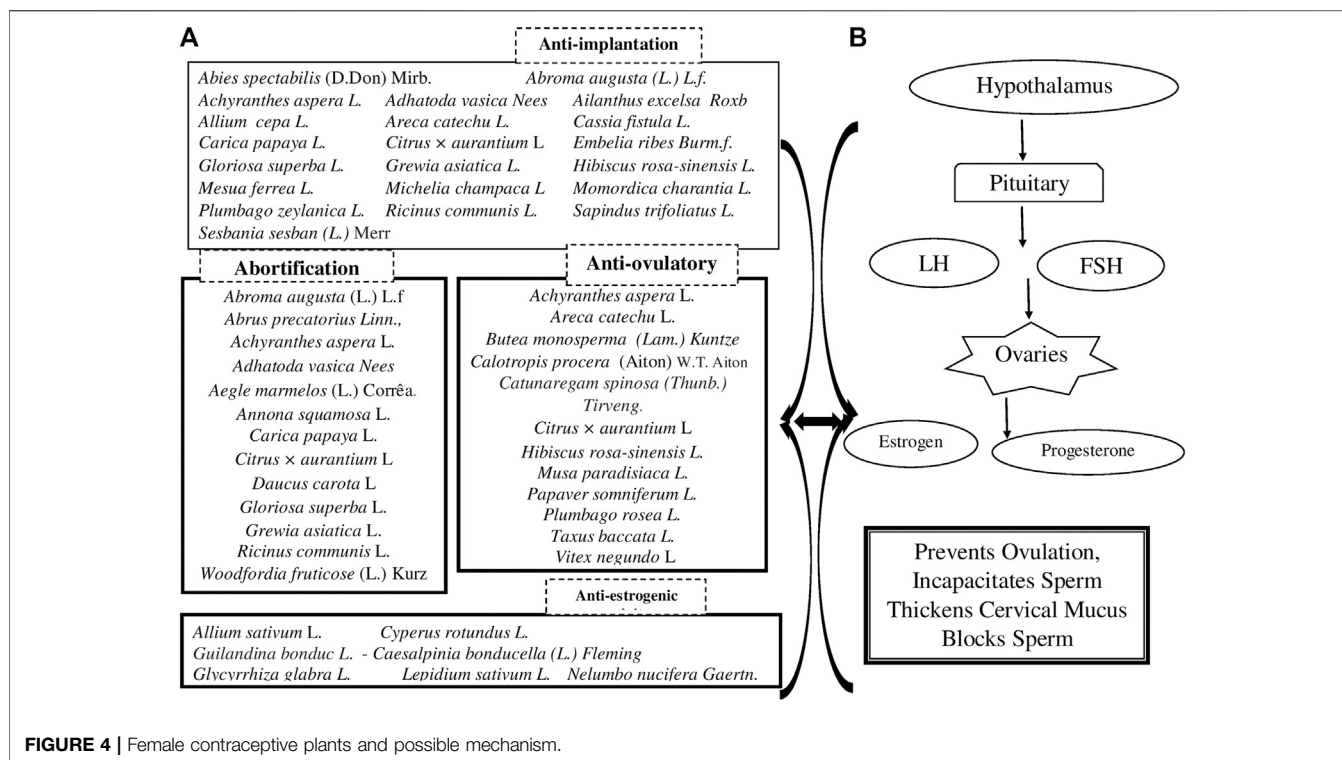 A
Anti-implantation
Abies spectabilis (D.Don) Mirb. Abroma augusta (L.) L.f.
Achyranthes aspera L. Adhatoda vasica Nees Ailanthus excelsa Roxb
Allium cepa L. Areca catechu L. Cassia fistula L.
Carica papaya L. Citrus × aurantium L Embelia ribes Burm.f.
Gloriosa superba L. Grewia asiatica L. Hibiscus rosa-sinensis L.
Mesua ferrea L. Michelia champaca L Momordica charantia L.
Plumbago zeylanica L. Ricinus communis L. Sapindus trifoliatus L.
Sesbania sesban (L.) Merr
Abortification
Abroma augusta (L.) L.f
Abrus precatorius Linn.,
Achyranthes aspera L.
Adhatoda vasica Nees
Aegle marmelos (L.) Corrêa.
Annona squamosa L.
Carica papaya L.
Citrus × aurantium L
Daucus carota L
Gloriosa superba L.
Grewia asiatica L.
Ricinus communis L.
Woodfordia fruticose (L.) Kurz
Anti-ovulatory
Achyranthes aspera L.
Areca catechu L.
Butea monosperma (Lam.) Kuntze
Calotropis procera (Aiton) W.T. Aiton
Catunaregam spinosa (Thunb.)
Tirveng.
Citrus × aurantium L
Hibiscus rosa-sinensis L.
Musa paradisiaca L.
Papaver somniferum L.
Plumbago rosea L.
Taxus baccata L.
Vitex negundo L
Anti-estrogenic
Allium sativum L. Cyperus rotundus L.
Guilandina bonduc L. - Caesalpinia bonducella (L.) Fleming
Glycyrrhiza glabra L. Lepidium sativum L. Nelumbo nucifera Gaertn.
B
Hypothalamus
Pituitary
LH
FSH
Ovaries
Estrogen
Progesterone
Prevents Ovulation,
Incapacitates Sperm
Thickens Cervical Mucus
Blocks Sperm
FIGURE 4 | Female contraceptive plants and possible mechanism.